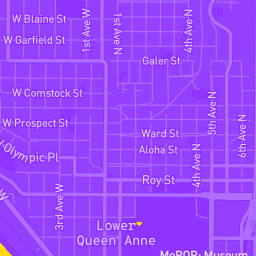 W Blaine St
W Garfield St
1st Ave W
1st Ave N
4th Ave N
Galer St
W Comstock St
5th Ave N
W Prospect St
Ward St
Aloha St
6th Ave N
Olympic Pl
4th Ave N
Roy St
3rd Ave W
W
Lower
Queen Anne
MoPOP: Museum